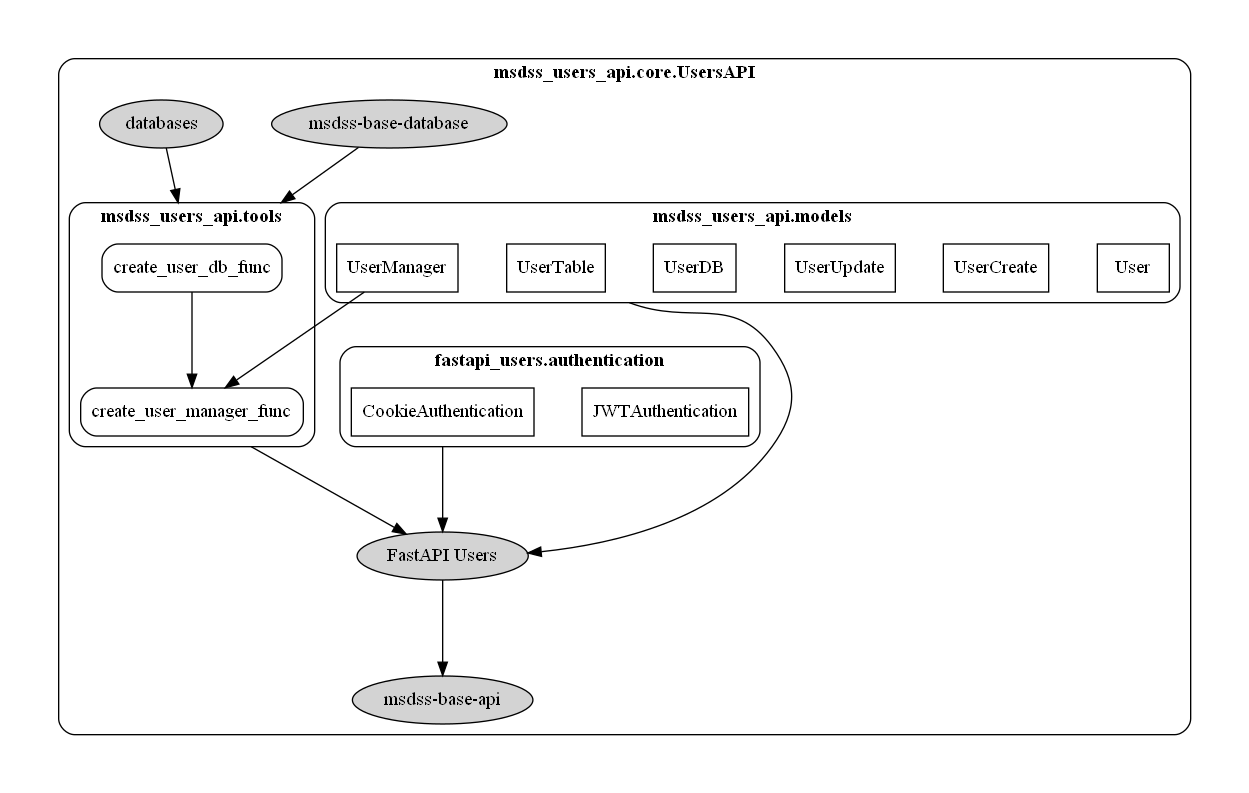 msdss_users_api.core.UsersAPI
databases
msdss-base-database
msdss_users_api.tools
msdss_users_api.models
create_user_db_func
UserManager
UserTable
UserDB
UserUpdate
UserCreate
User
fastapi_users.authentication
create_user_manager_func
CookieAuthentication
JWTAuthentication
FastAPI Users
msdss-base-api